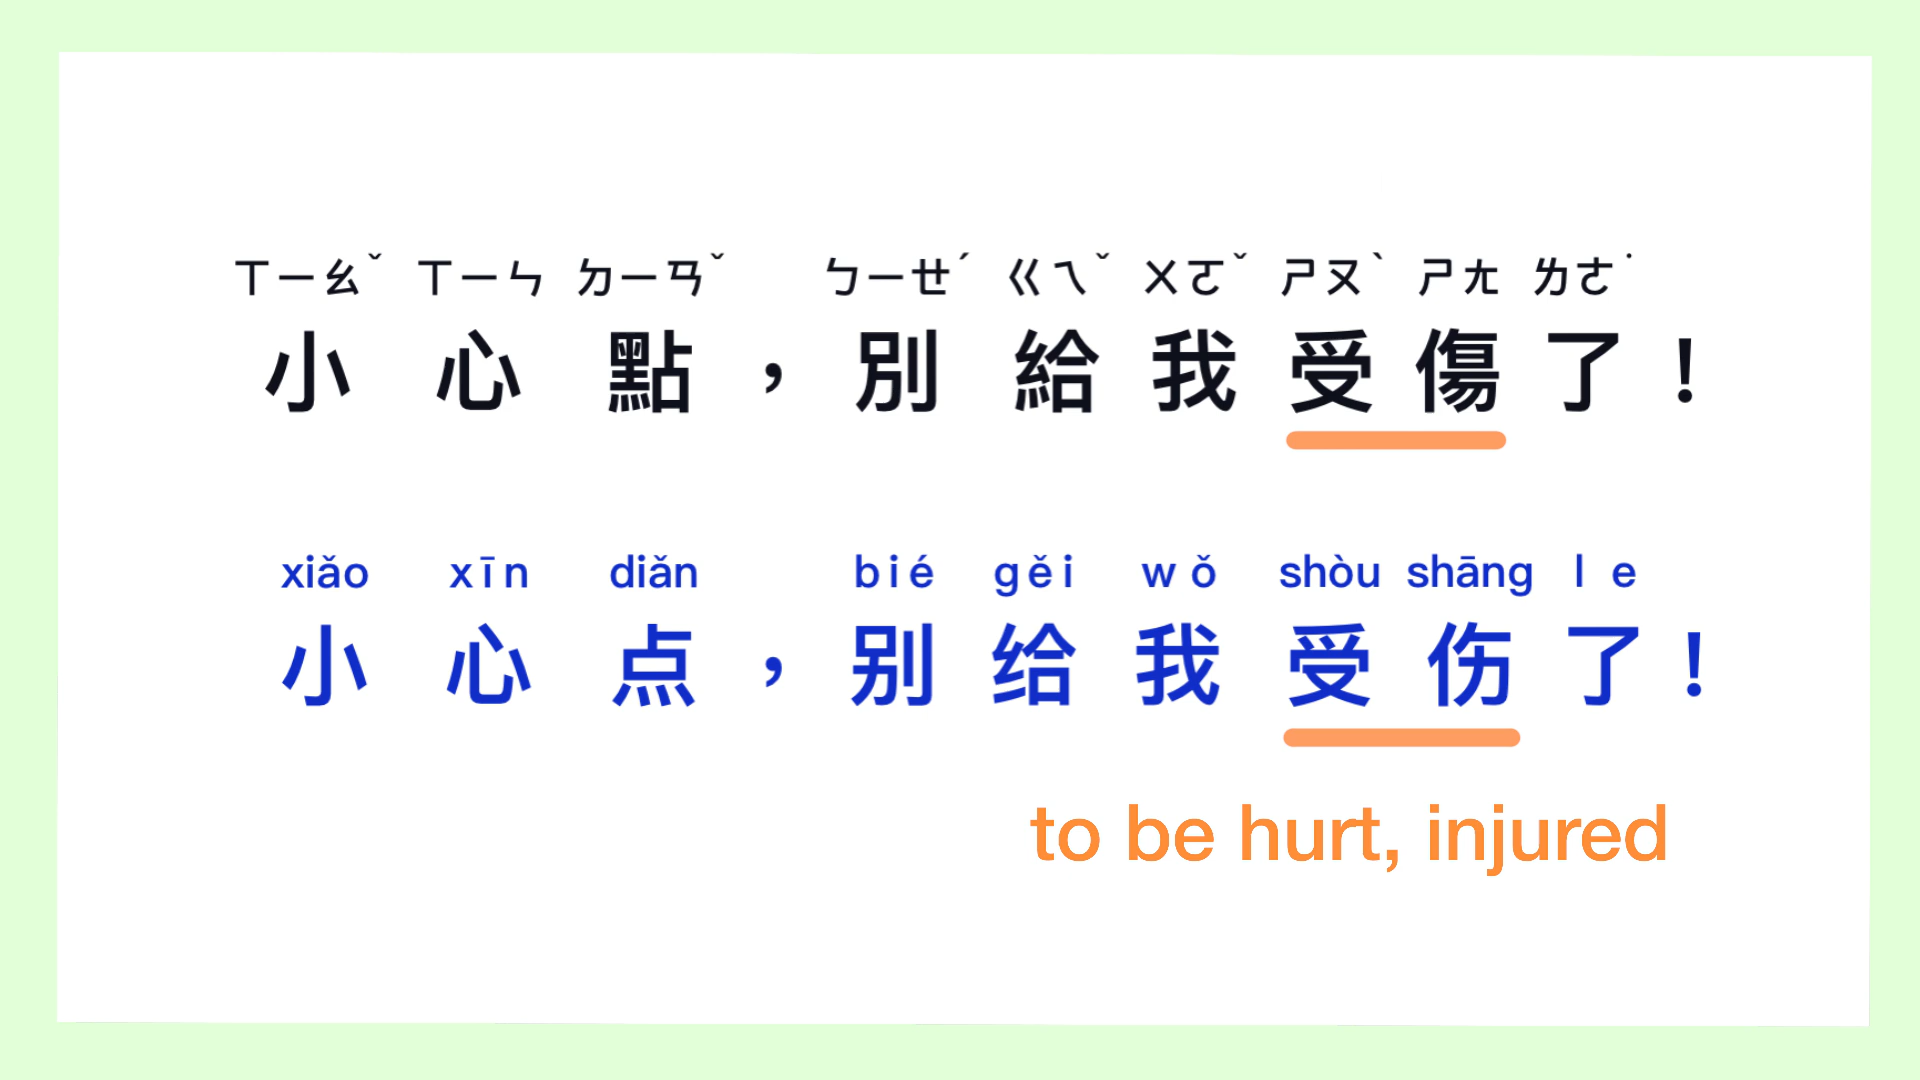 ㄒㄧㄠˇ ㄒㄧㄣ ㄉㄧㄢˇ ㄅㄧㄝˊ ㄍㄟˇ ㄨㄛˇ ㄕㄡˋ ㄕㄤ ㄌㄜ˙
小心點，別給我受傷了！
xiǎo xīn diǎn bié gěi wǒ shòu shāng le
小心点，别给我受伤了！
to be hurt, injured